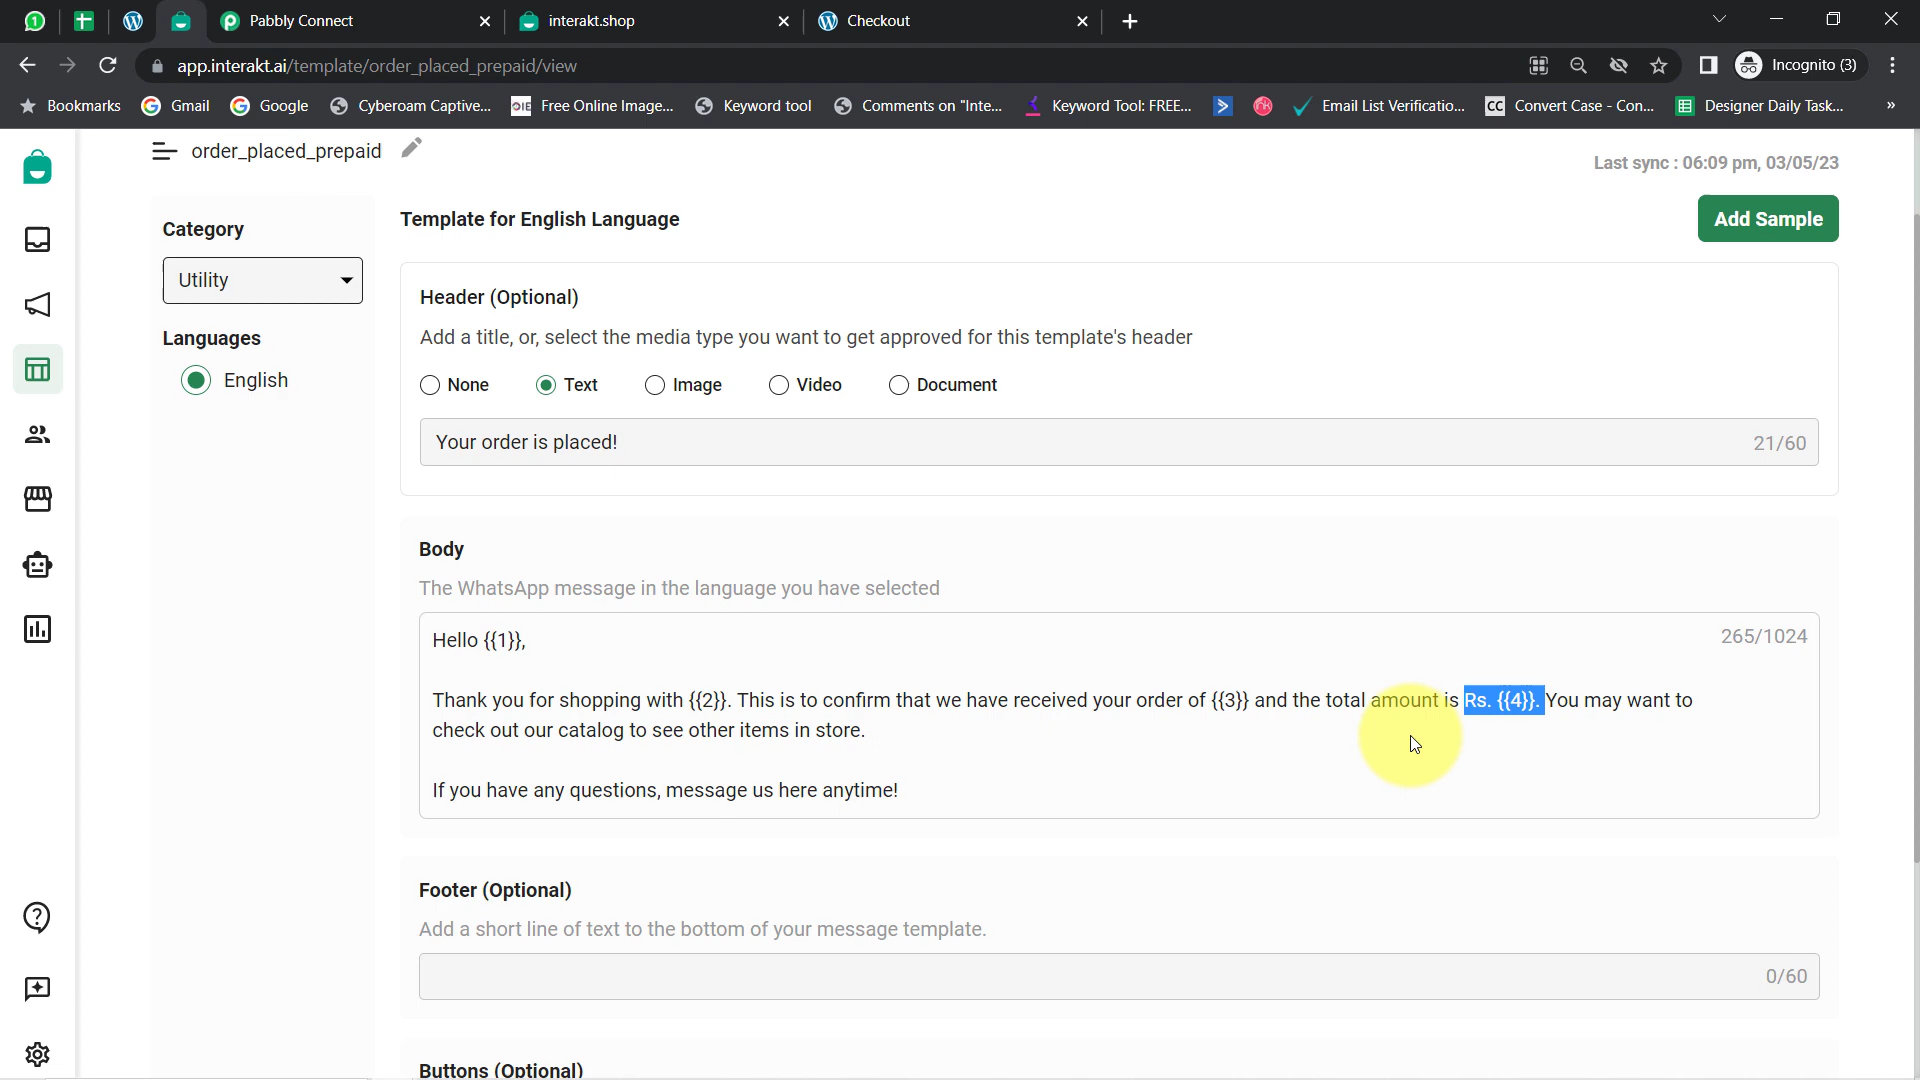 Pabbly Connect
interakt.shop
Checkout
app.interakt.ai/template/order_placed_prepaid/view
Incognito (3)
Bookmarks
Gmail
Google
Cyberoam Captive...
Free Online Image...
Keyword tool
Comments on "Inte...
Keyword Tool: FREE...
Email List Verificatio...
CC
Convert Case - Con...
Designer Daily Task...
order_placed_prepaid
Last sync : 06:09 pm, 03/05/23
Category
Utility
Languages
English
Template for English Language
Add Sample
Header (Optional)
Add a title, or, select the media type you want to get approved for this template's header
None
Text
Image
Video
Document
Your order is placed!
21/60
Body
The WhatsApp message in the language you have selected
265/1024
Hello {{1}},
Thank you for shopping with {{2}}. This is to confirm that we have received your order of {{3}} and the total amount is Rs. {{4}}. You may want to
check out our catalog to see other items in store.
If you have any questions, message us here anytime!
Footer (Optional)
Add a short line of text to the bottom of your message template.
0/60
Buttons (Optional)